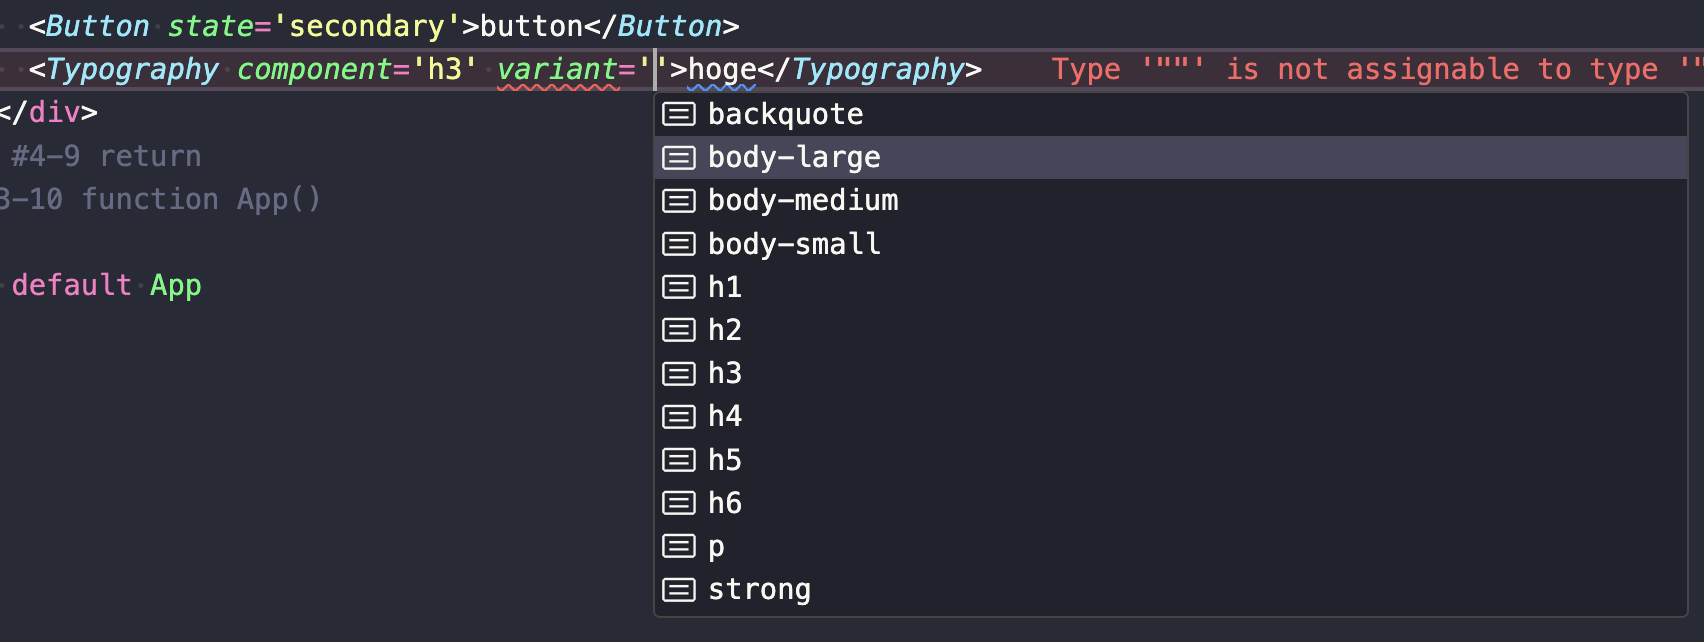 <Button state='secondary'>button</Button>
<Typography component='h3' variant=''>hoge</Typography> Type '""' is not assignable to type '"
</div>
#4-9 return
3-10 function App()
default App
backquote
body-large
body-medium
body-small
h1
h2
h3
h4
h5
h6
p
strong